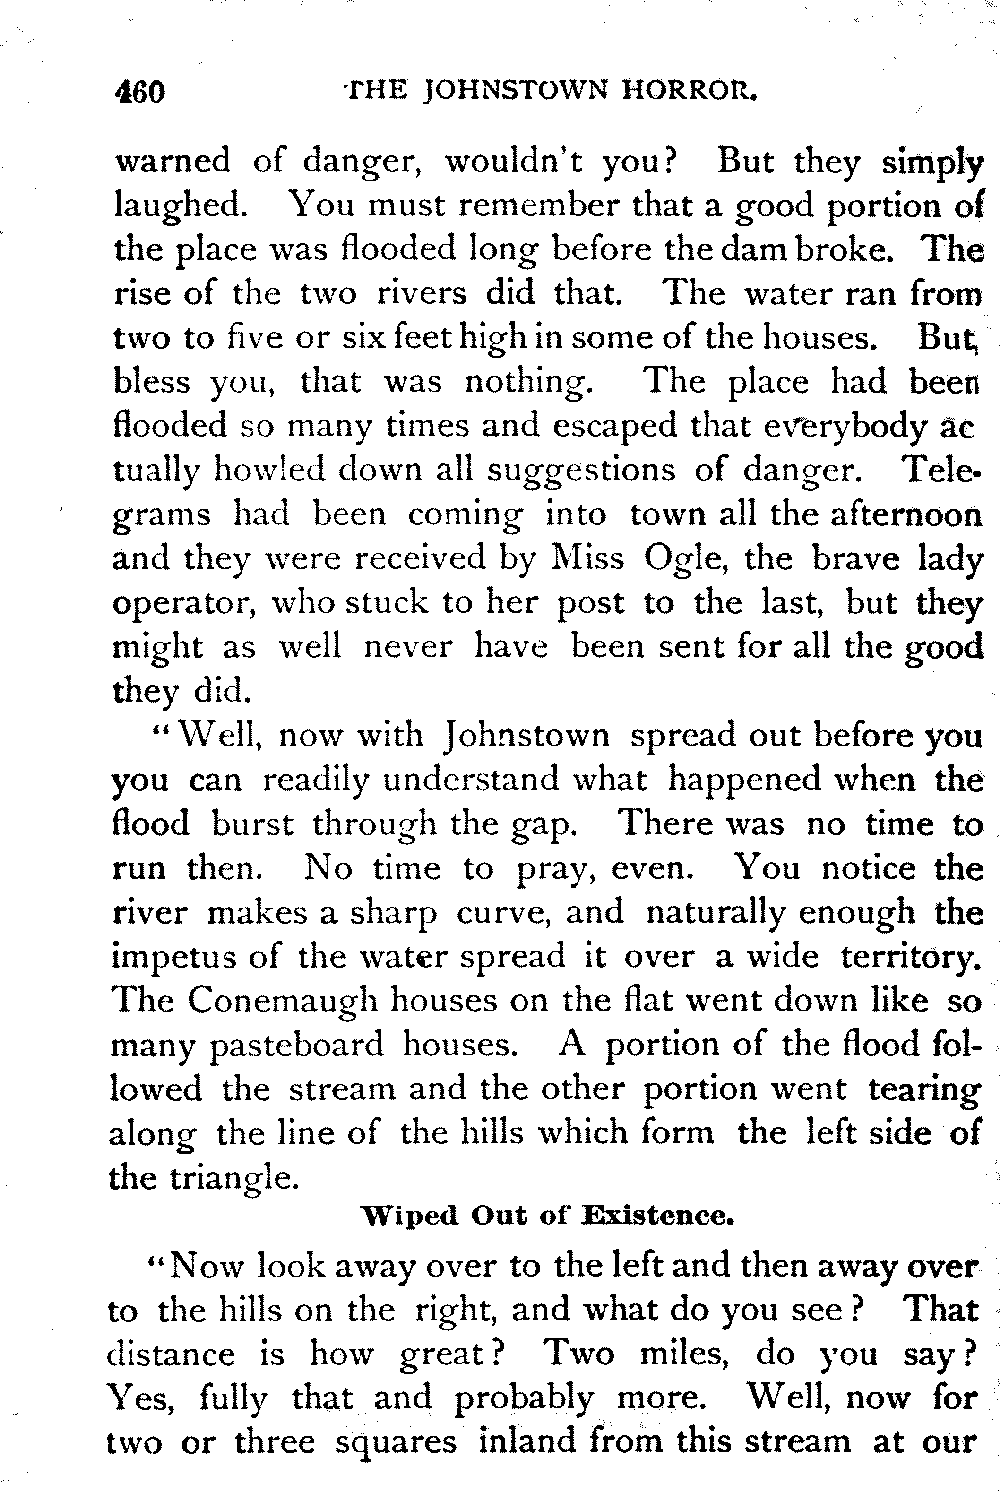 460 THE JOHNSTOWN HORROR.
warned of danger, wouldn't you? But they simply
laughed. You must remember that a good portion of
the place was flooded long before the dam broke. The
rise of the two rivers did that. The water ran from
two to five or six feet high in some of the houses. But,
bless you, that was nothing. The place had been
flooded so many times and escaped that everybody ac
tually howled down all suggestions of danger. Tele-
grams had been coming into town all the afternoon
and they were received by Miss Ogle, the brave lady
operator, who stuck to her post to the last, but they
might as well never have been sent for all the good
they did.
"Well, now with Johnstown spread out before you
you can readily understand what happened when the
flood burst through the gap. There was no time to
run then. No time to pray, even. You notice the
river makes a sharp curve, and naturally enough the
impetus of the water spread it over a wide territory.
The Conemaugh houses on the flat went down like so
many pasteboard houses. A portion of the flood fol-
lowed the stream and the other portion went tearing
along the line of the hills which form the left side of
the triangle.
Wiped Out of Existence.
"Now look away over to the left and then away over
to the hills on the right, and what do you see? That
distance is how great? Two miles, do you say?
Yes, fully that and probably more. Well, now for
two or three squares inland from this stream at our